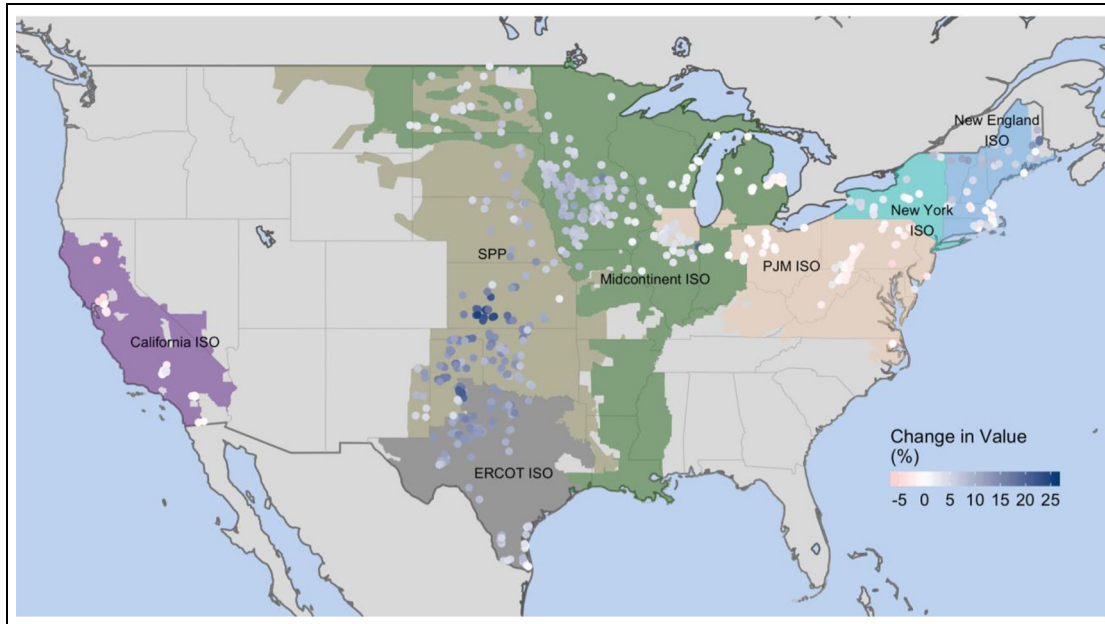 New England
ISO
New York
ISO
SPP
PJM ISO
Midcontinent ISO
California ISO
ERCOT ISO
Change in Value
(%)
-5 0 5 10 15 20 25